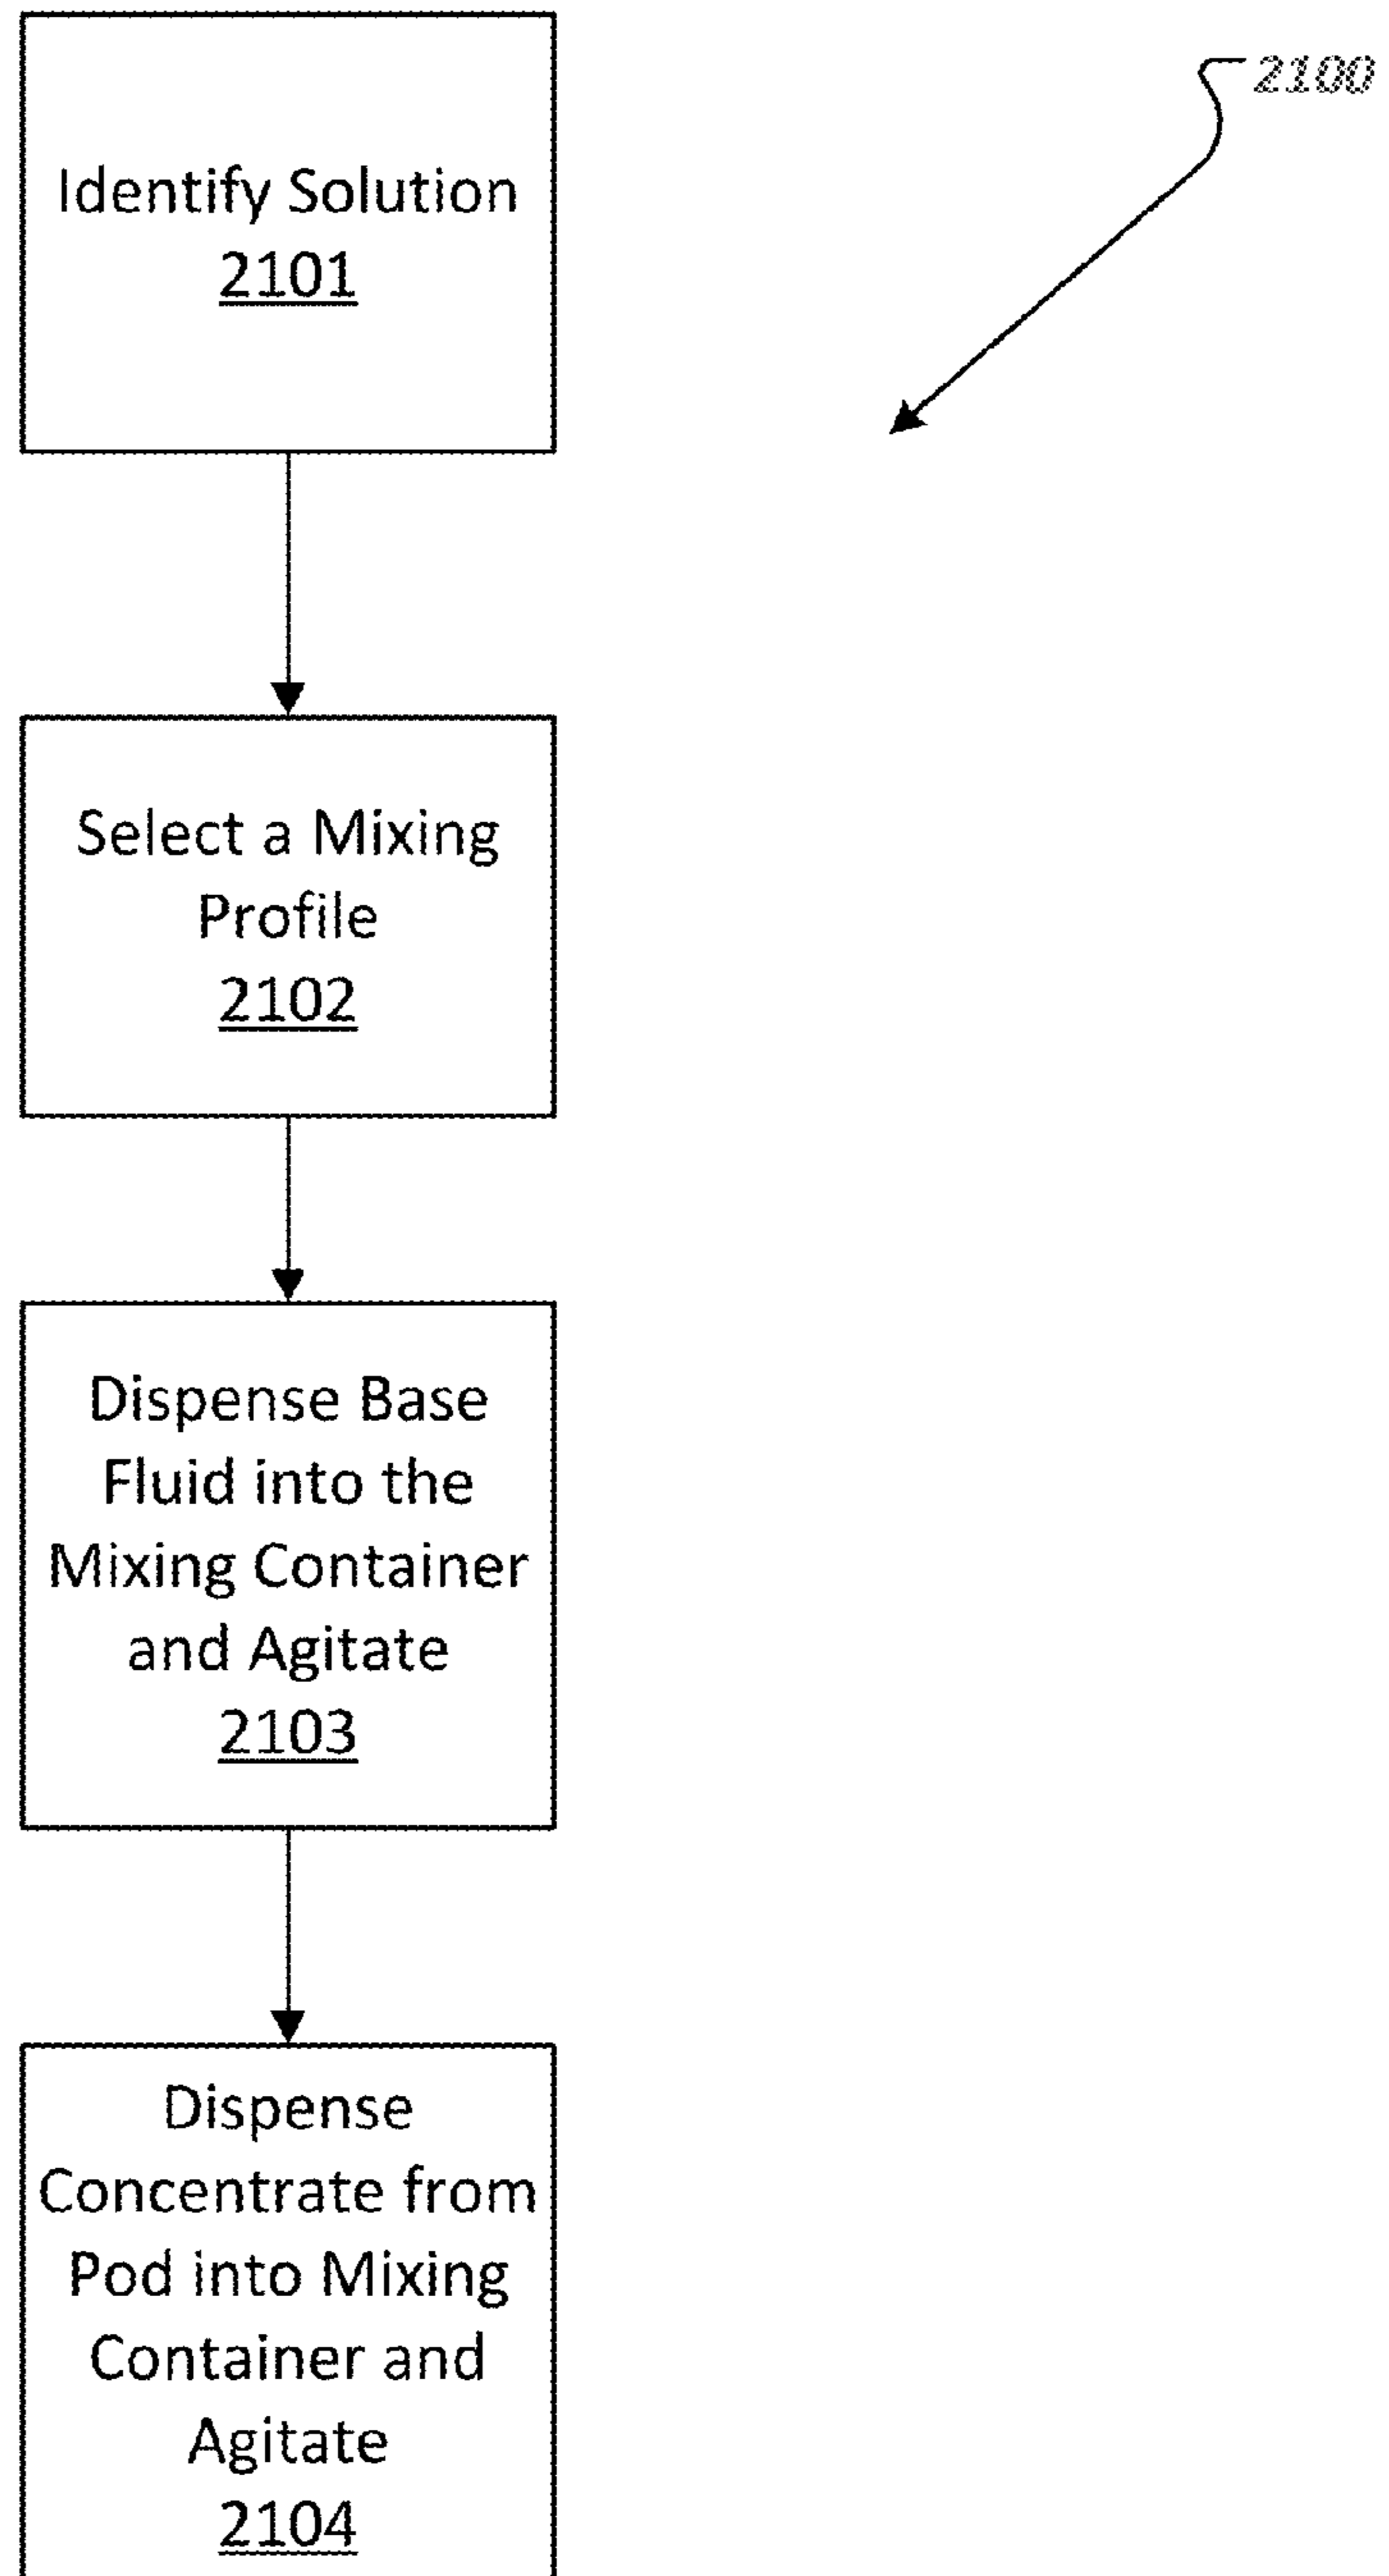 2100
Identify Solution
2101
Select a Mixing
Profile
2102
Dispense Base
Fluid into the
Mixing Container
and Agitate
2103
Dispense
Concentrate from
Pod into Mixing
Container and
Agitate
2104